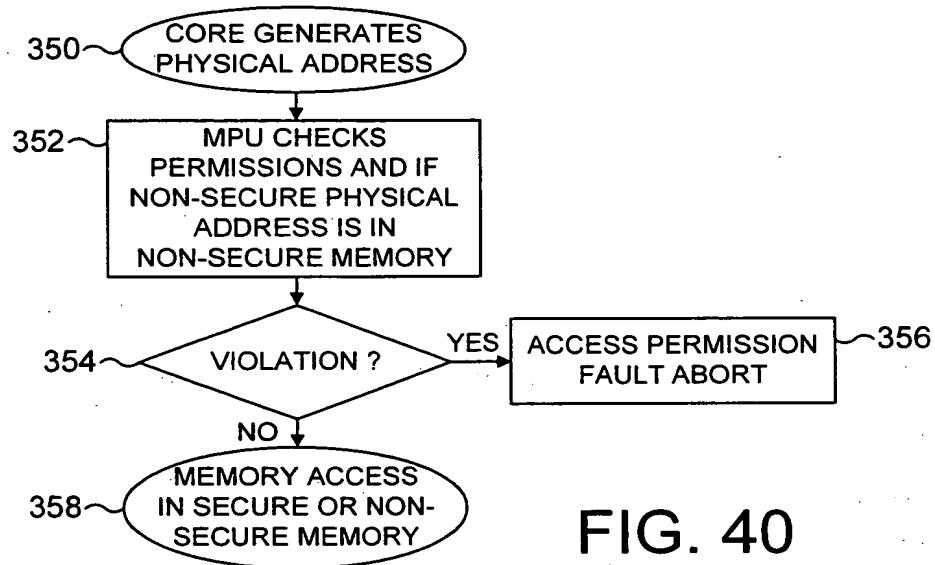 350
CORE GENERATES
PHYSICAL ADDRESS
352
MPU CHECKS
PERMISSIONS AND IF
NON-SECURE PHYSICAL
ADDRESS IS IN
NON-SECURE MEMORY
354
VIOLATION ?
YES
ACCESS PERMISSION
FAULT ABORT
356
NO
358
MEMORY ACCESS
IN SECURE OR NON-
SECURE MEMORY
FIG. 40